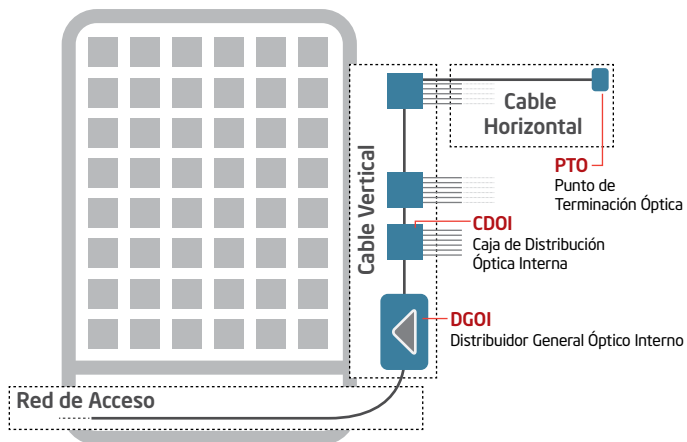 Cable
Horizontal
Cable Vertical
PTO
Punto de
Terminación Óptica
CDOI
Caja de Distribución
Óptica Interna
DGOI
Distribuidor General Óptico Interno
Red de Acceso